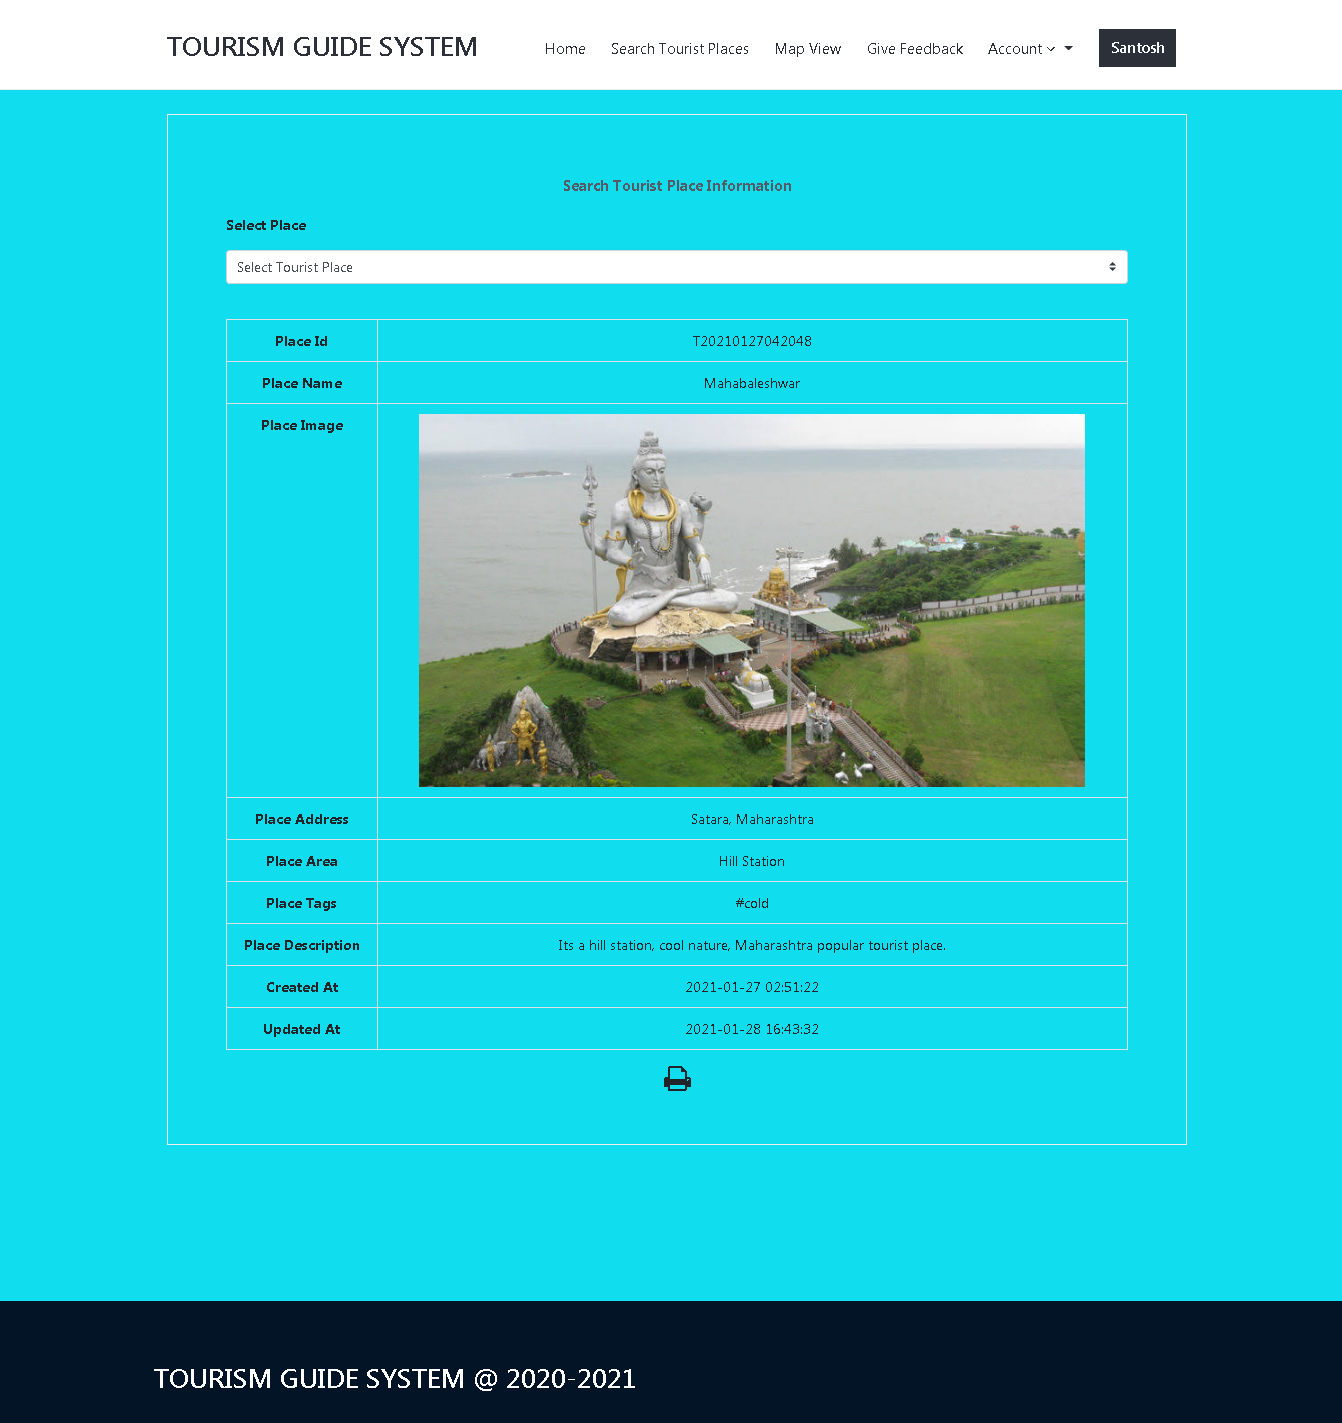 TOURISM GUIDE SYSTEM
Home Search Tourist Places Map View Give Feedback Account Santosh
Search Tourist Place Information
Select Place
Select Tourist Place
Place Id T20210127042048
Place Name Mahabaleshwar
Place Image
Place Address Satara, Maharashtra
Place Area Hill Station
Place Tags #cold
Place Description Its a hill station, cool nature, Maharashtra popular tourist place.
Created At 2021-01-27 02:51:22
Updated At 2021-01-28 16:43:32
TOURISM GUIDE SYSTEM @ 2020-2021